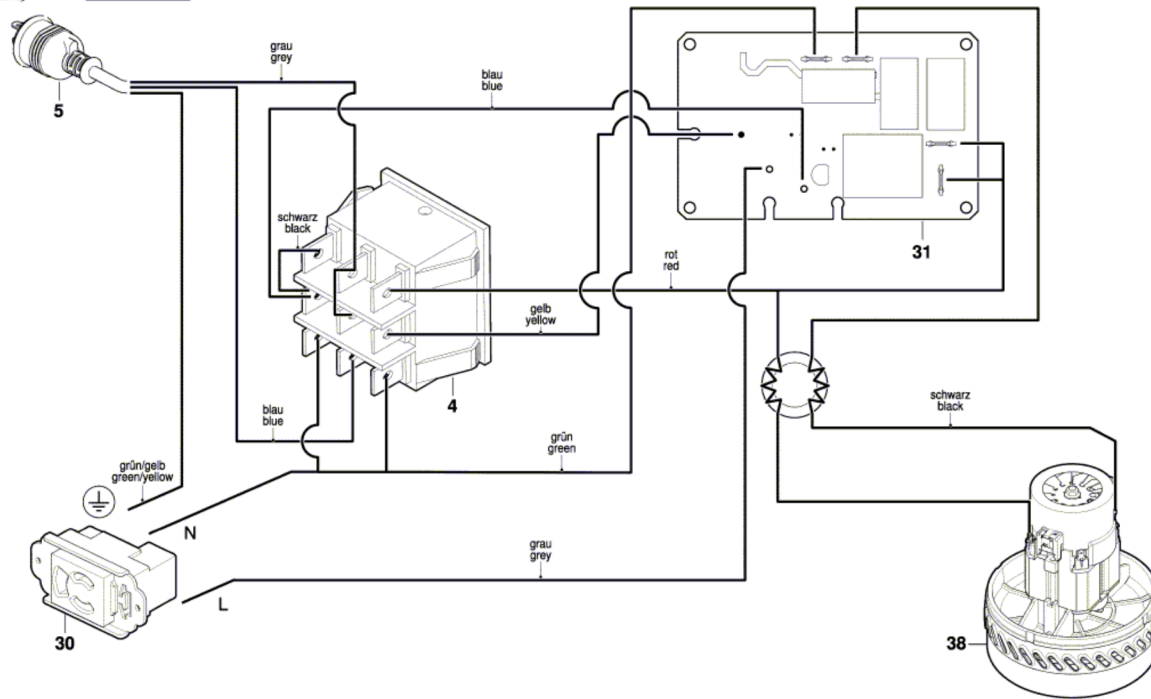 grau
grey
5
blau
blue
schwarz
black
31
rot
red
gelb
yellow
4
blau
blue
schwarz
black
grün
green
grün/gelb
green/yellow
N
grau
grey
L
30
38